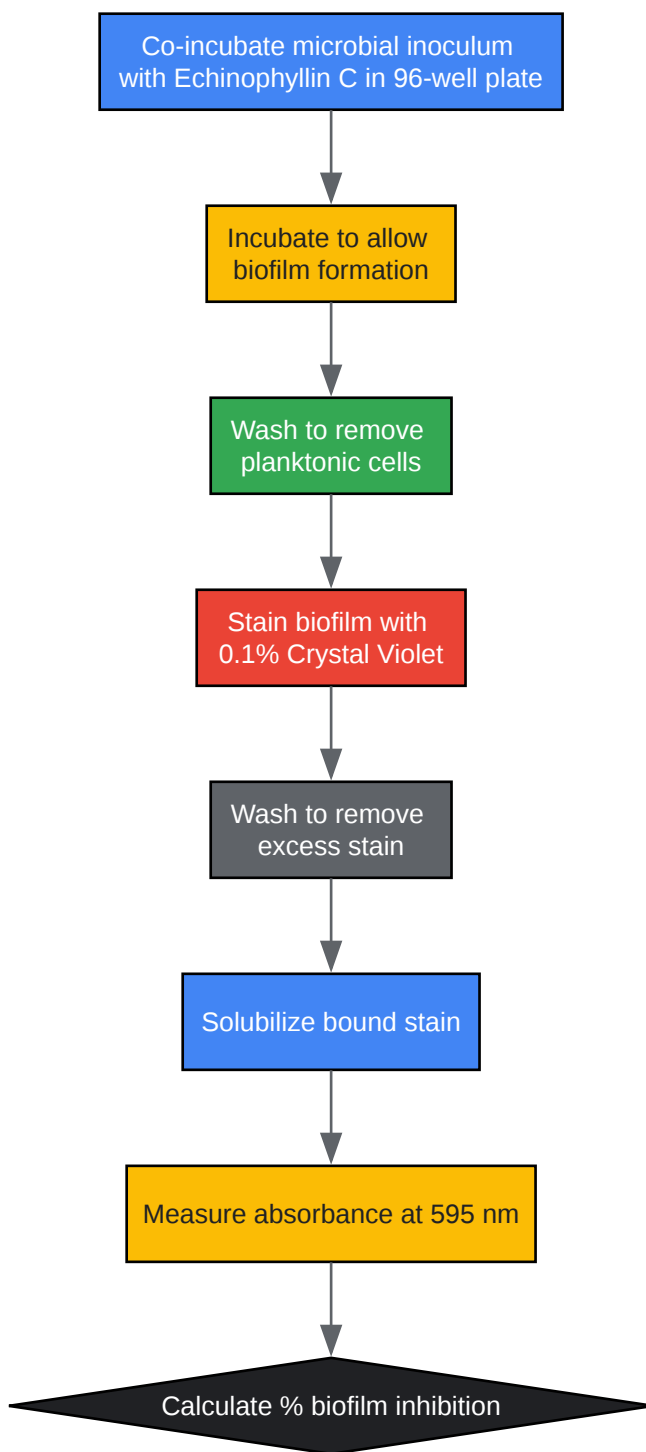 Co-incubate microbial inoculum
with Echinophyllin C in 96-well plate
Incubate to allow
biofilm formation
Wash to remove
planktonic cells
Stain biofilm with
0.1% Crystal Violet
Wash to remove
excess stain
Solubilize bound stain
Measure absorbance at 595 nm
Calculate % biofilm inhibition